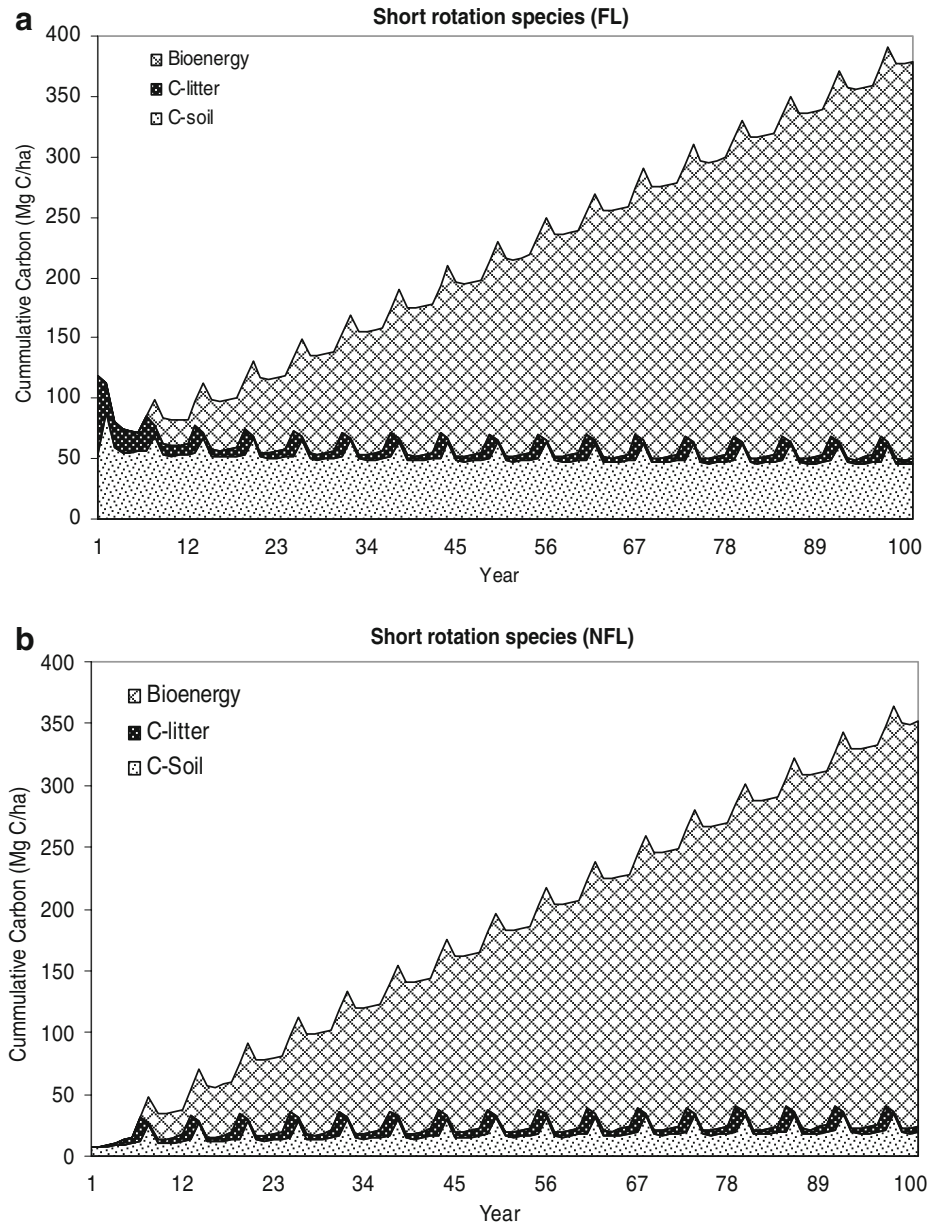 a
Short rotation species (FL)
400
350
300
250
200
150
100
50
0
Cummulative Carbon (Mg C/ha)
Bioenergy
C-litter
C-soil
1 12 23 34 45 56 67 78 89 100
Year
b
Short rotation species (NFL)
400
350
300
250
200
150
100
50
0
Cummulative Carbon (Mg C/ha)
Bioenergy
C-litter
C-Soil
1 12 23 34 45 56 67 78 89 100
Year